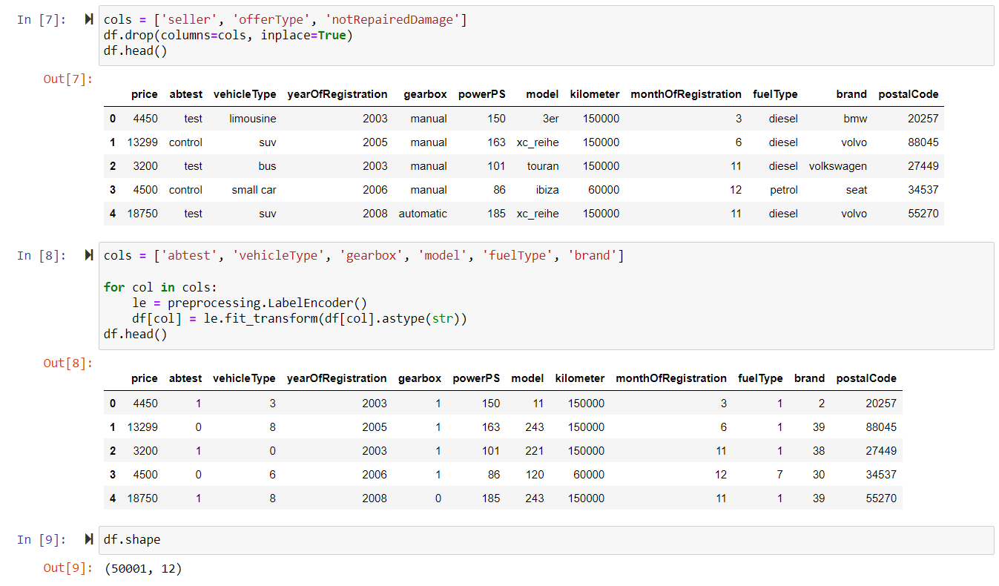 In [7]: cols = ['seller', 'offerType', 'notRepairedDamage']
df.drop(columns=cols, inplace=True)
df.head()
Out[7]:
price abtest vehicleType yearOfRegistration gearbox powerPS model kilometer monthOfRegistration fuelType brand postalCode
0 4450 test limousine 2003 manual 150 3er 150000 3 diesel bmw 20257
1 13299 control suv 2005 manual 163 xc_reihe 150000 6 diesel volvo 88045
2 3200 test bus 2003 manual 101 touran 150000 11 diesel volkswagen 27449
3 4500 control small car 2006 manual 86 ibiza 60000 12 petrol seat 34537
4 18750 test suv 2008 automatic 185 xc_reihe 150000 11 diesel volvo 55270
In [8]: cols = ['abtest', 'vehicleType', 'gearbox', 'model', 'fuelType', 'brand']
for col in cols:
    le = preprocessing.LabelEncoder()
    df[col] = le.fit_transform(df[col].astype(str))
df.head()
Out[8]:
price abtest vehicleType yearOfRegistration gearbox powerPS model kilometer monthOfRegistration fuelType brand postalCode
0 4450 1 3 2003 1 150 11 150000 3 1 2 20257
1 13299 0 8 2005 1 163 243 150000 6 1 39 88045
2 3200 1 0 2003 1 101 221 150000 11 1 38 27449
3 4500 0 6 2006 1 86 120 60000 12 7 30 34537
4 18750 1 8 2008 0 185 243 150000 11 1 39 55270
In [9]: df.shape
Out[9]: (50001, 12)